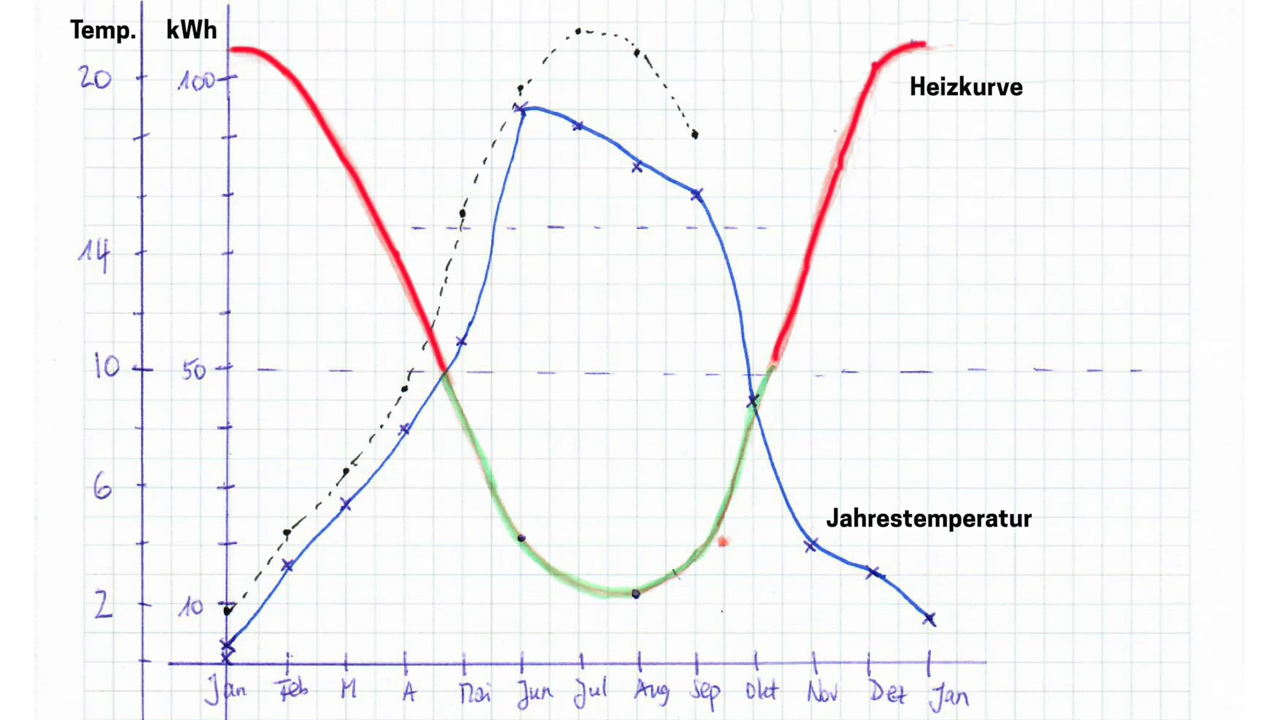 Temp. kWh
20 100
Heizkurve
14
10 50
6
Jahrestemperatur
2 10
Jan Feb M A Mai Jun Jul Aug Sep Okt Nov Dez Jan